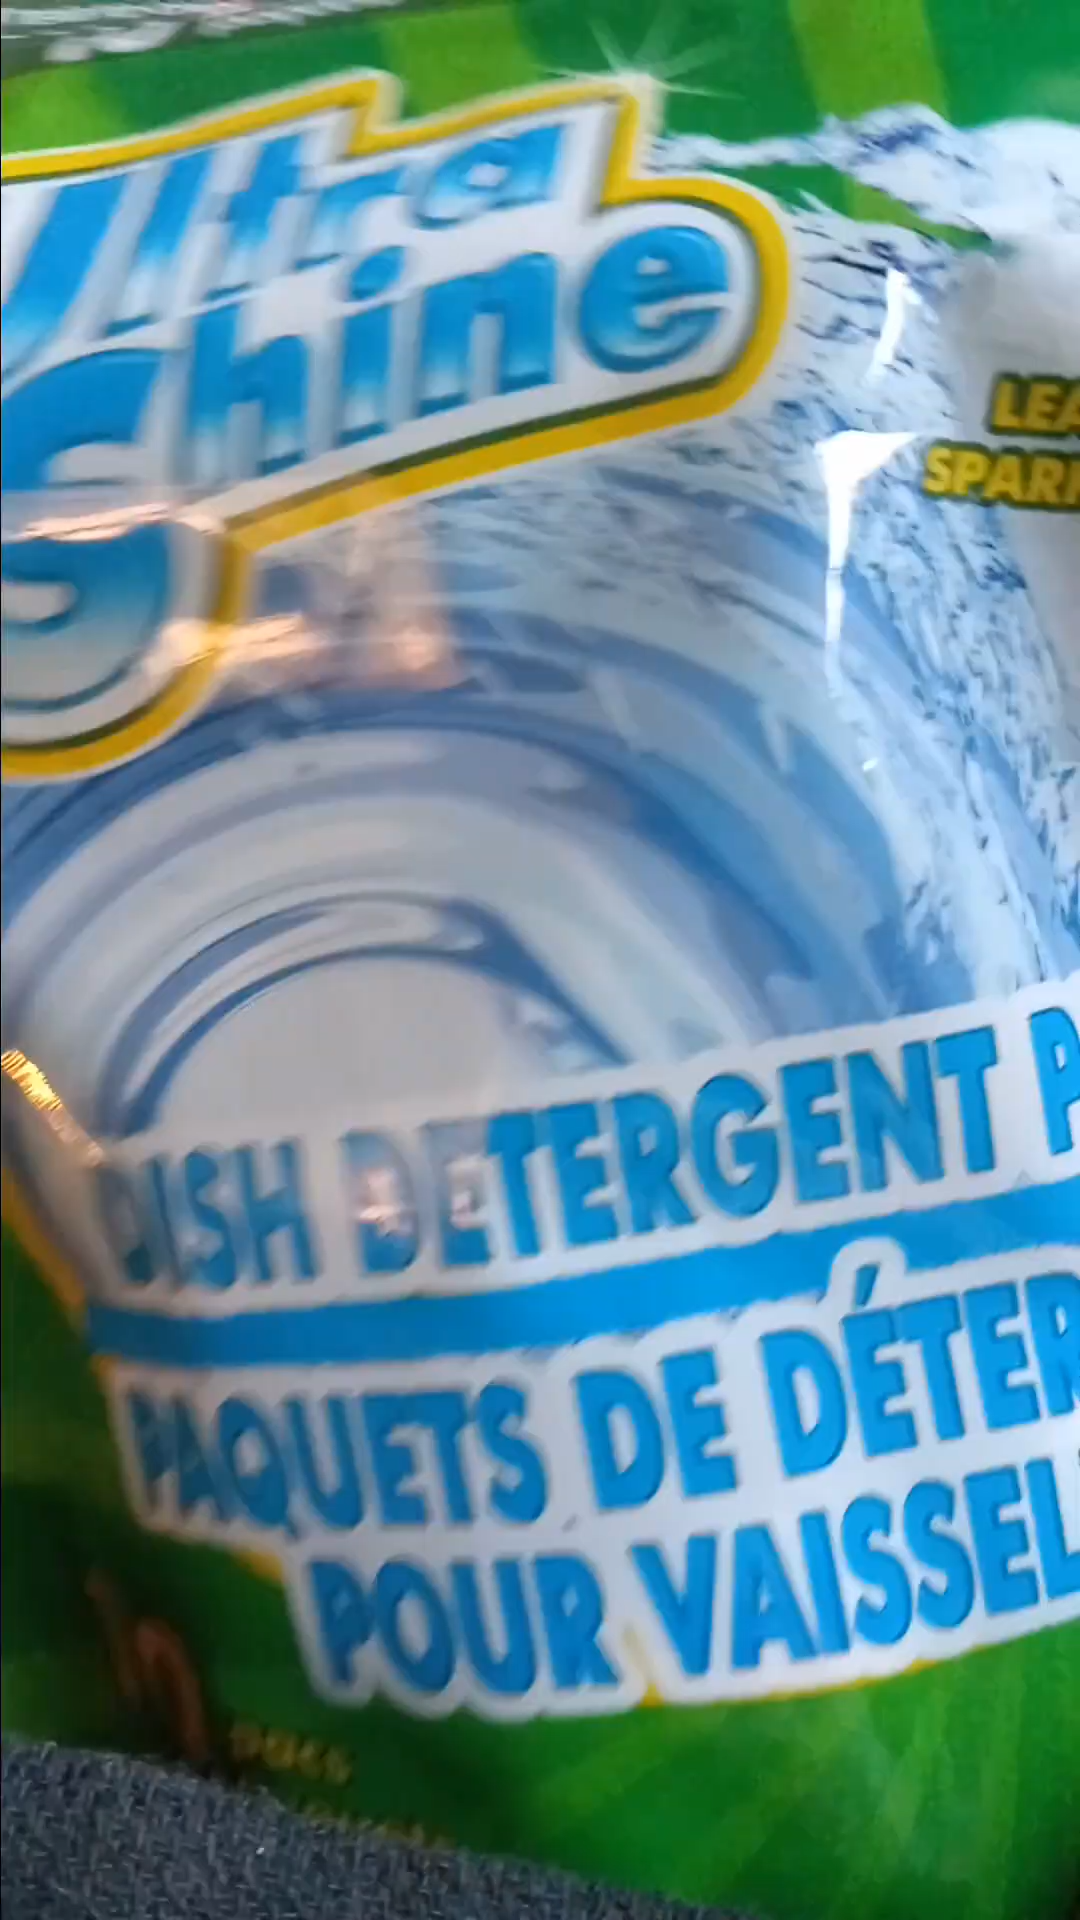 Ultra
Shine
LEA
SPARK
DISH DETERGENT P
PAQUETS DE DÉTER
POUR VAISSEL